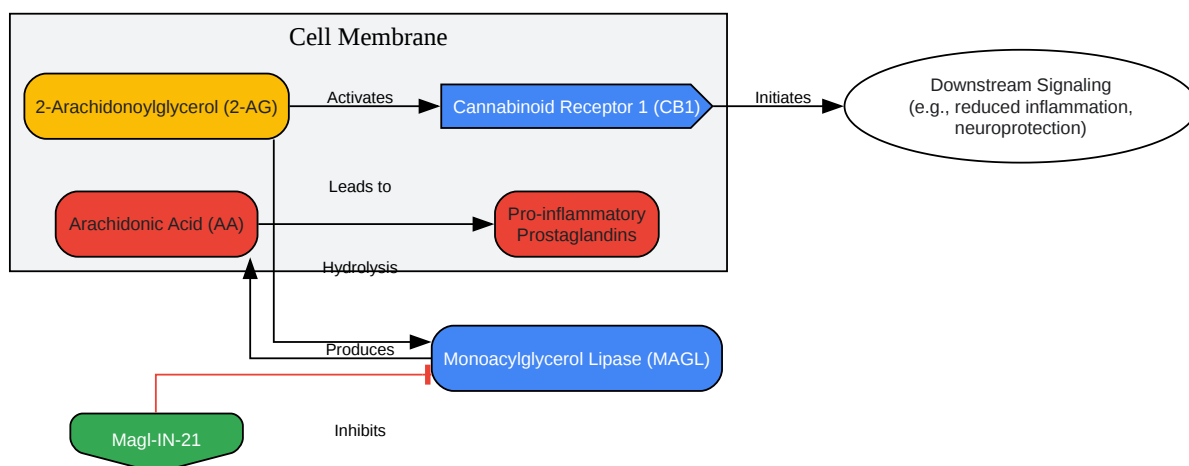 Cell Membrane
2-Arachidonoylglycerol (2-AG)
Activates
Cannabinoid Receptor 1 (CB1)
Initiates
Downstream Signaling
(e.g., reduced inflammation,
neuroprotection)
Leads to
Arachidonic Acid (AA)
Pro-inflammatory
Prostaglandins
Hydrolysis
Produces
Monoacylglycerol Lipase (MAGL)
Magl-IN-21
Inhibits